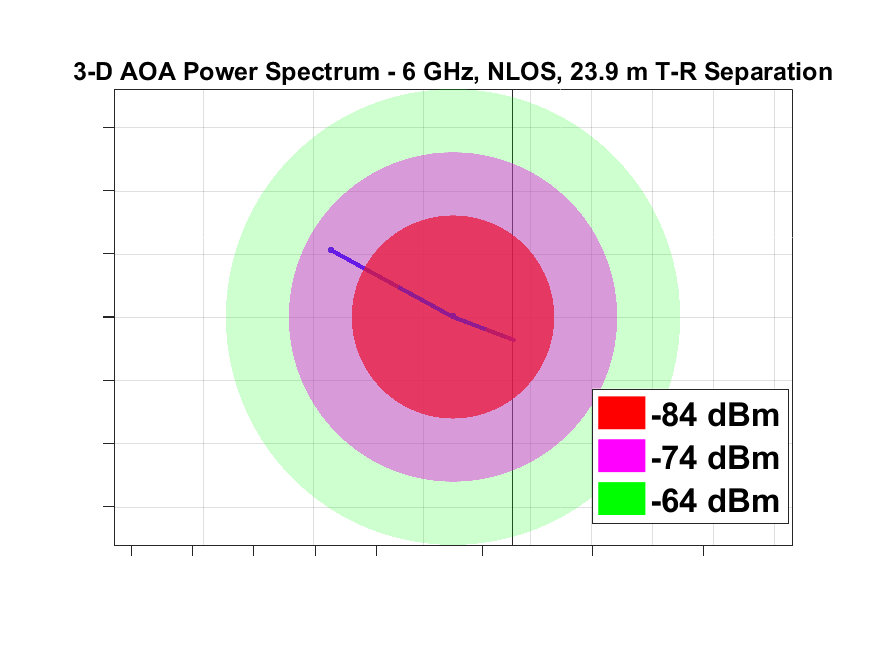 3-D AOA Power Spectrum - 6 GHz, NLOS, 23.9 m T-R Separation
-84 dBm
-74 dBm
-64 dBm